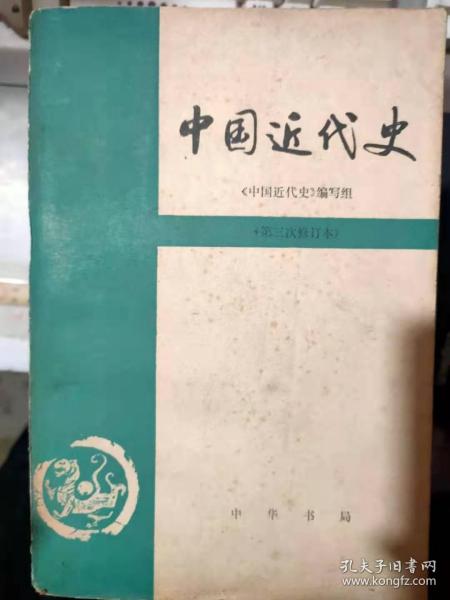 中国近代史
《中国近代史》编写组
（第三次修订本）
中华书局
孔夫子旧书网
www.kongfz.com